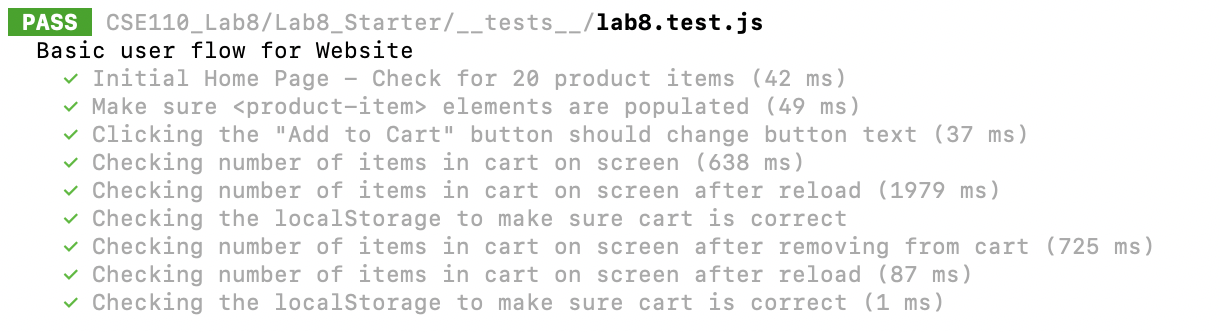 PASS CSE110_Lab8/Lab8_Starter/__tests__/lab8.test.js
Basic user flow for Website
✓ Initial Home Page – Check for 20 product items (42 ms)
✓ Make sure <product-item> elements are populated (49 ms)
✓ Clicking the "Add to Cart" button should change button text (37 ms)
✓ Checking number of items in cart on screen (638 ms)
✓ Checking number of items in cart on screen after reload (1979 ms)
✓ Checking the localStorage to make sure cart is correct
✓ Checking number of items in cart on screen after removing from cart (725 ms)
✓ Checking number of items in cart on screen after reload (87 ms)
✓ Checking the localStorage to make sure cart is correct (1 ms)